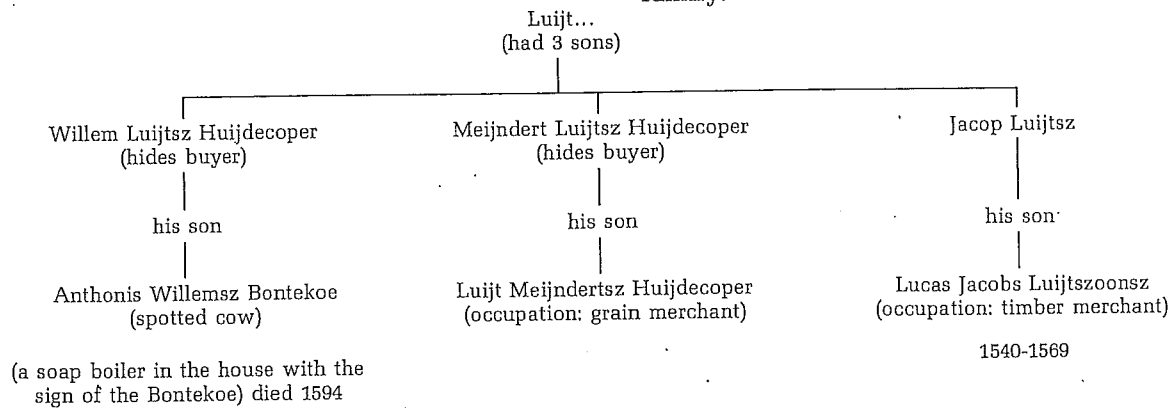 Luijt...
(had 3 sons)
Willem Luijtsz Huijdecoper
(hides buyer)
Meijndert Luijtsz Huijdecoper
(hides buyer)
Jacop Luijtsz
his son
his son
his son
Anthonis Willemsz Bontekoe
(spotted cow)
Luijt Meijndertsz Huijdecoper
(occupation: grain merchant)
Lucas Jacobs Luijtszoonsz
(occupation: timber merchant)
1540-1569
(a soap boiler in the house with the
sign of the Bontekoe) died 1594